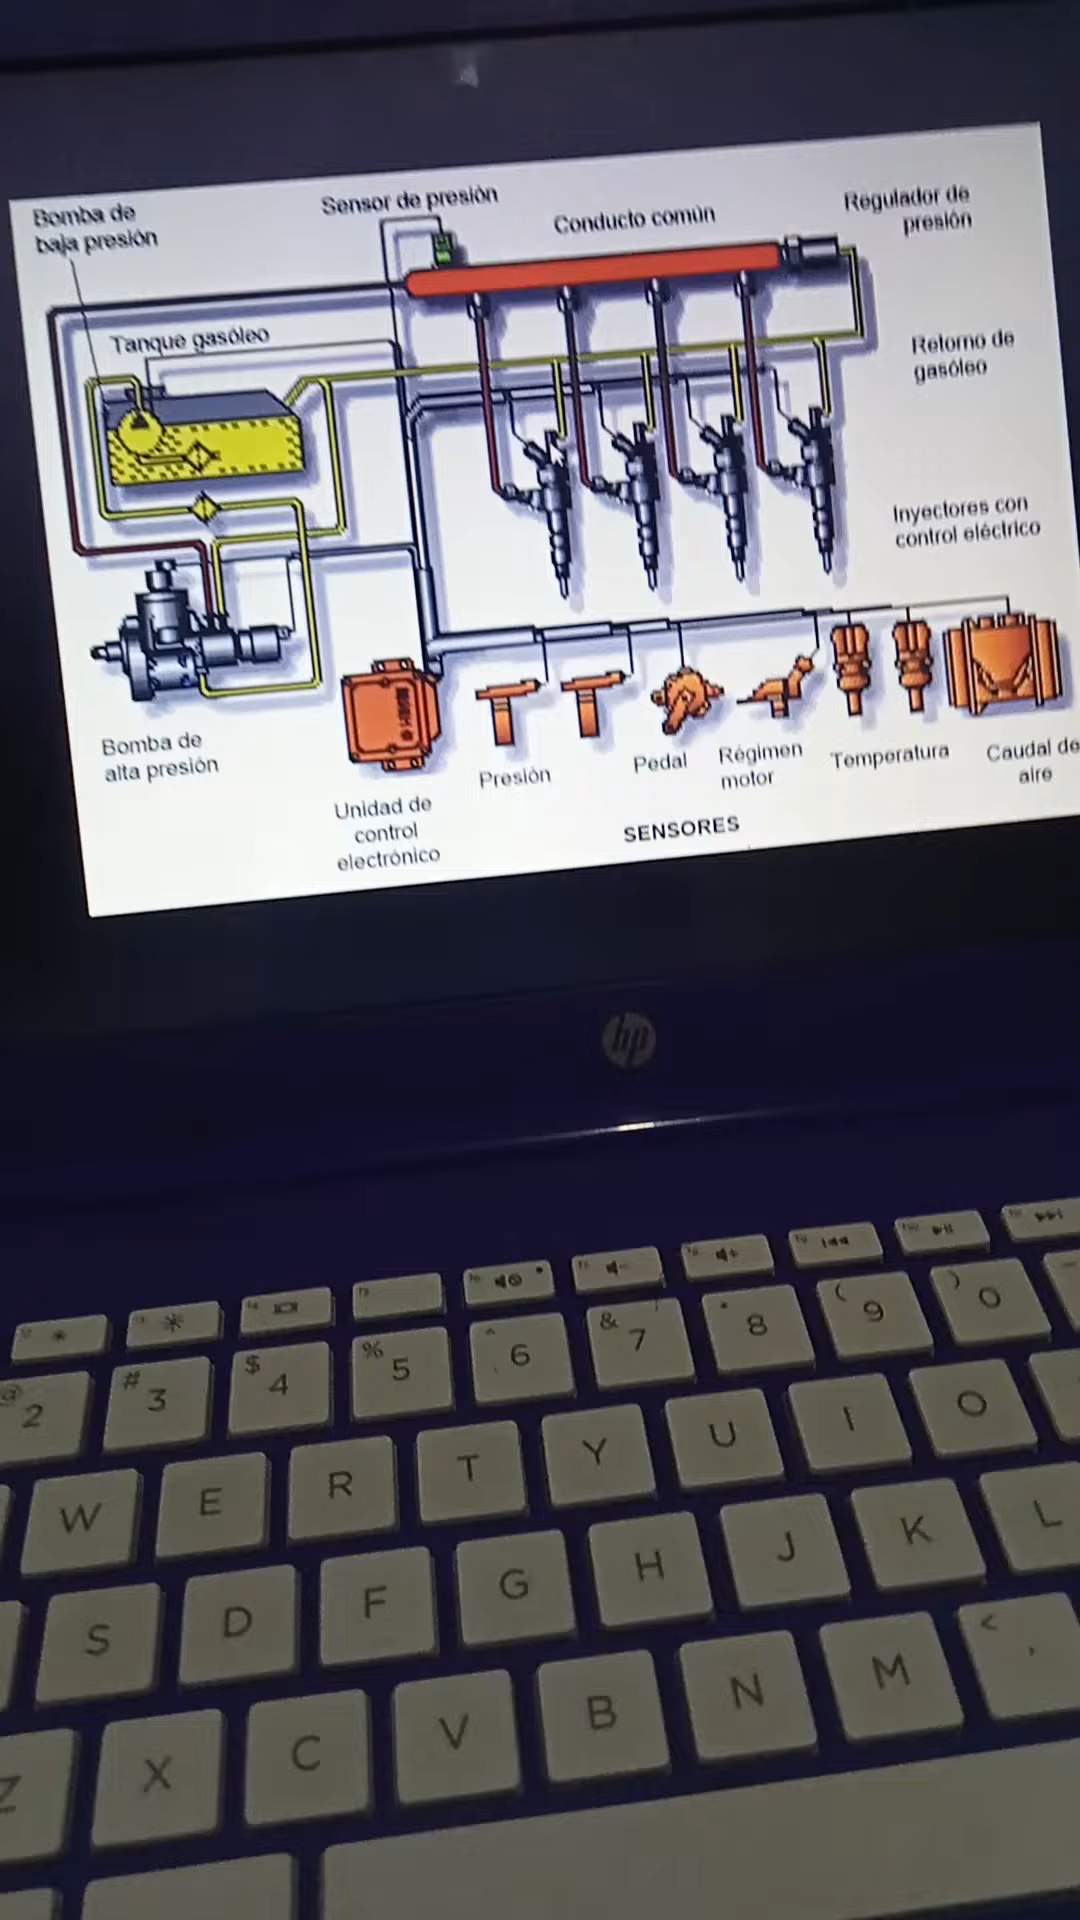 Bomba de
baja presión
Sensor de presión
Conducto común
Regulador de
presión
Tanque gasóleo
Retorno de
gasóleo
Inyectores con
control eléctrico
Bomba de
alta presión
Unidad de
control
electrónico
Presión
Pedal
Régimen
motor
Temperatura
Caudal de
aire
SENSORES
hp
@ 2 # 3 $ 4 % 5 ^ 6 & 7 * 8 ( 9 ) 0
W E R T Y U I O
S D F G H J K L
Z X C V B N M < ,